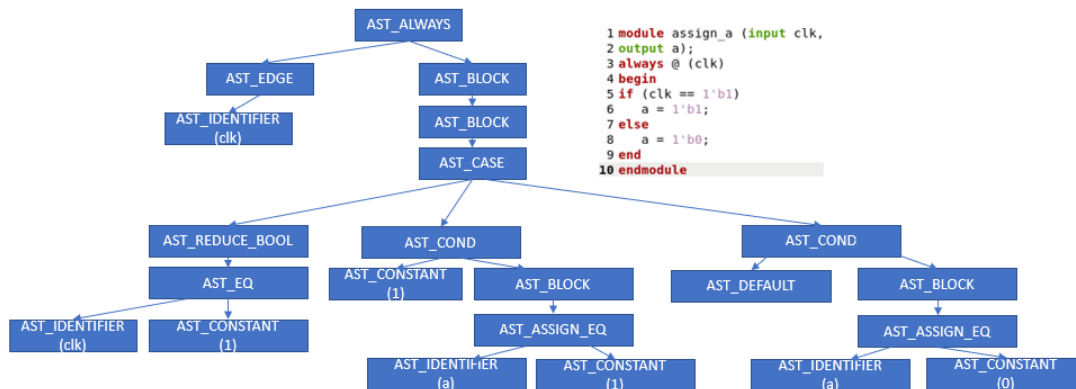 AST_ALWAYS
AST_EDGE
AST_BLOCK
AST_IDENTIFIER
(clk)
AST_BLOCK
AST_CASE
1 module assign_a (input clk,
2 output a);
3 always @ (clk)
4 begin
5 if (clk == 1'b1)
6 a = 1'b1;
7 else
8 a = 1'b0;
9 end
10 endmodule
AST_REDUCE_BOOL
AST_COND
AST_COND
AST_EQ
AST_CONSTANT
(1)
AST_BLOCK
AST_DEFAULT
AST_BLOCK
AST_IDENTIFIER
(clk)
AST_CONSTANT
(1)
AST_ASSIGN_EQ
AST_ASSIGN_EQ
AST_IDENTIFIER
(a)
AST_CONSTANT
(1)
AST_IDENTIFIER
(a)
AST_CONSTANT
(0)